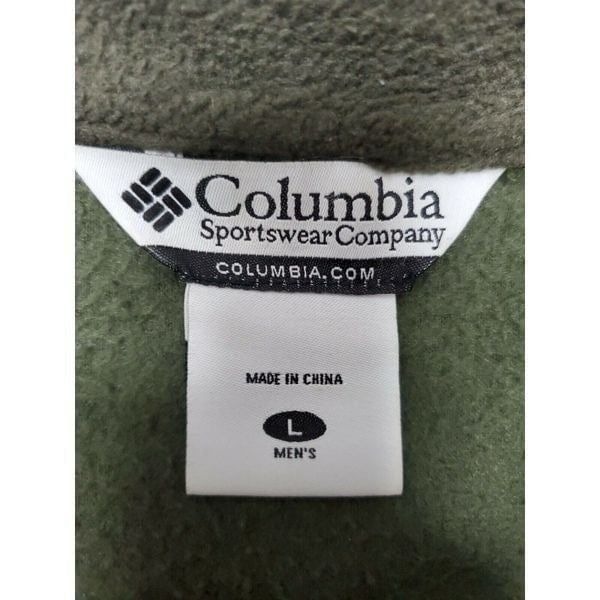 Columbia
Sportswear Company
COLUMBIA.COM
MADE IN CHINA
L
MEN'S